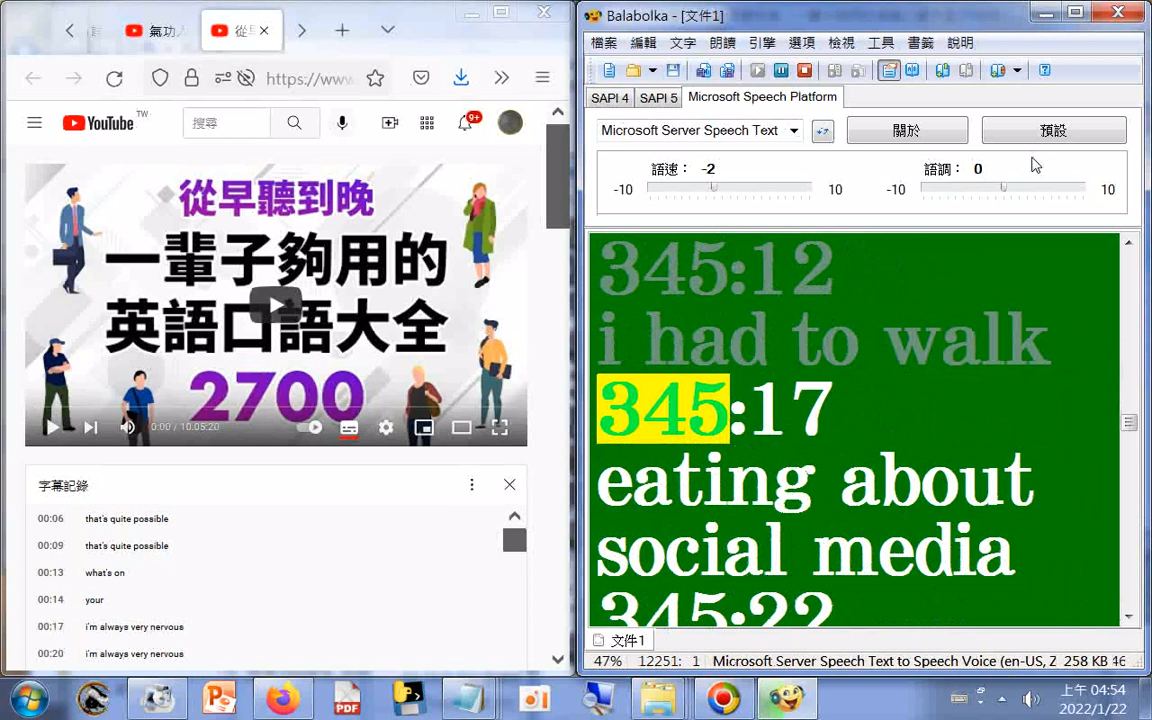 氣功
從
https://www
YouTube TW
搜尋
9+
從早聽到晚
一輩子夠用的
英語口語大全
2700
0:00 / 10:05:20
字幕記錄
00:06 that's quite possible
00:09 that's quite possible
00:13 what's on
00:14 your
00:17 i'm always very nervous
00:20 i'm always very nervous
Balabolka - [文件1]
檔案 編輯 文字 朗讀 引擎 選項 檢視 工具 書籤 說明
SAPI 4 SAPI 5 Microsoft Speech Platform
Microsoft Server Speech Text 關於 預設
語速： -2 語調： 0
-10 10 -10 10
345:12
i had to walk
345:17
eating about
social media
345:22
文件1
47% 12251: 1 Microsoft Server Speech Text to Speech Voice (en-US, Z 258 KB 46
PDF
上午 04:54
2022/1/22